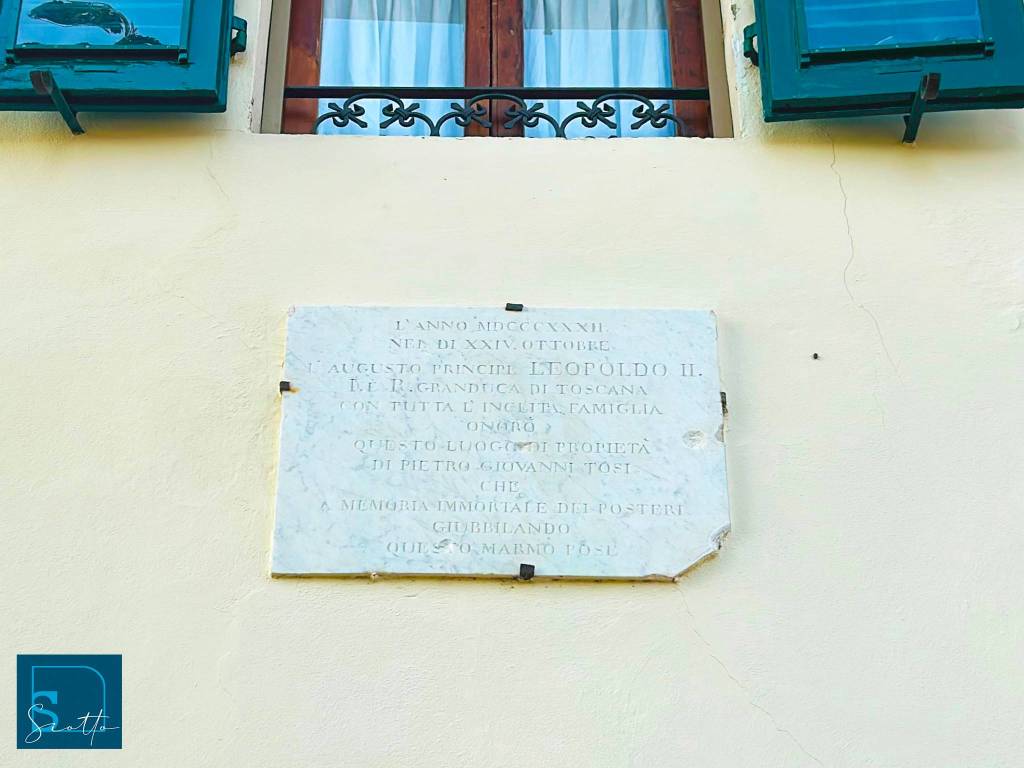 L'ANNO MDCCCXXXII.
NEL DI XXIV. OTTOBRE
L'AUGUSTO PRINCIPE LEOPOLDO II.
I. E R. GRANDUCA DI TOSCANA
CON TUTTA L'INCLITA FAMIGLIA
ONORÒ
QUESTO LUOGO DI PROPIETÀ
DI PIETRO GIOVANNI TOSI
CHE
A MEMORIA IMMORTALE DEI POSTERI
GIUBBILANDO
QUESTO MARMO POSE
S
Scotto